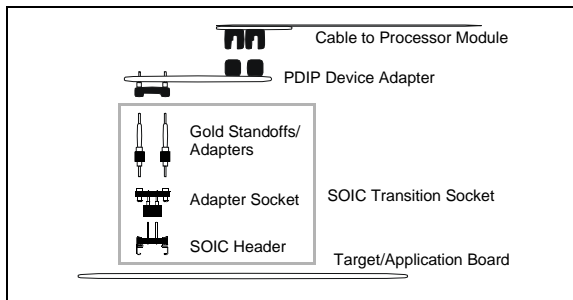 Cable to Processor Module
PDIP Device Adapter
Gold Standoffs/
Adapters
Adapter Socket
SOIC Transition Socket
SOIC Header
Target/Application Board